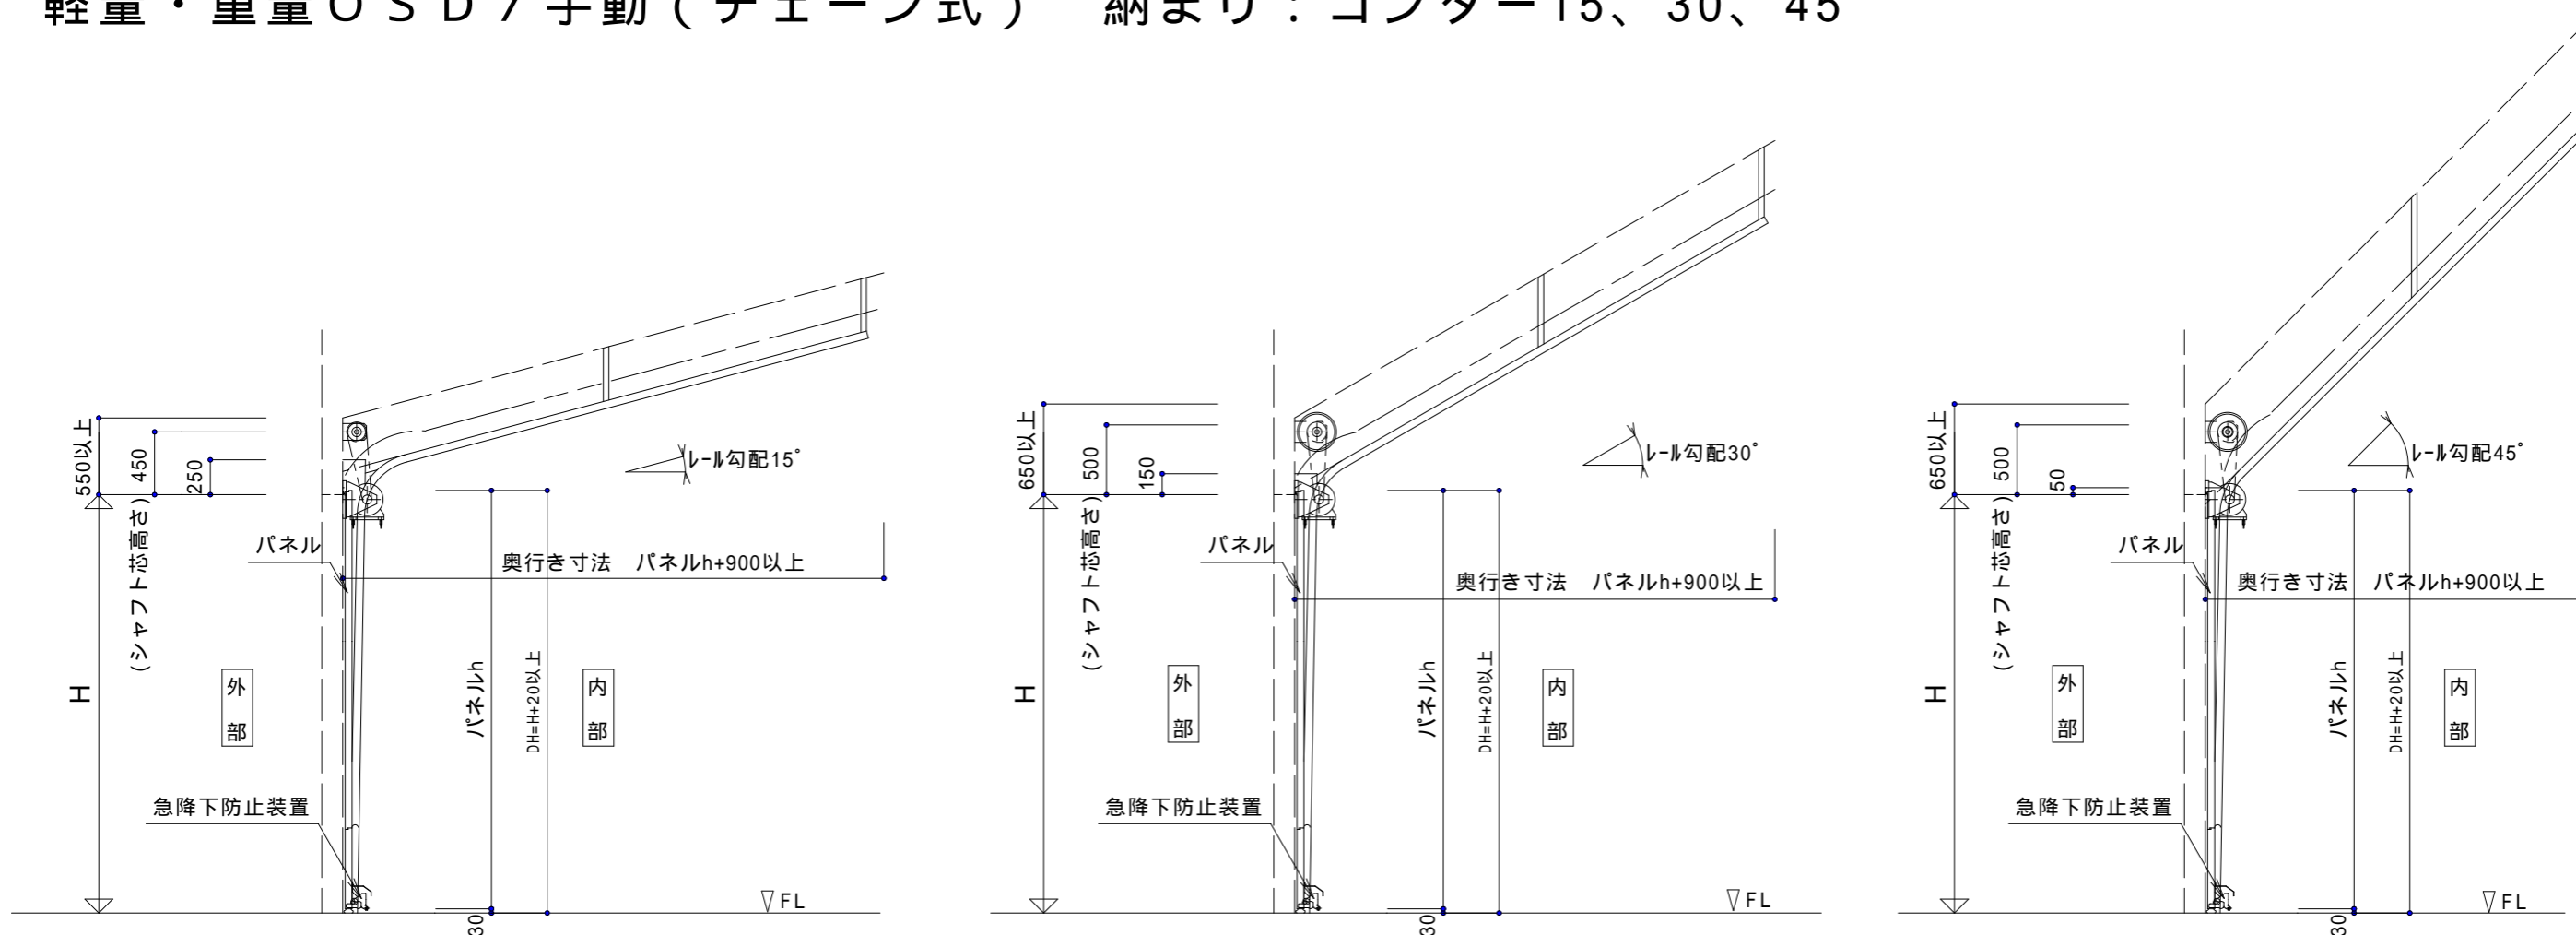 軽量・重量OSD/手動(チェーン式) 納まり:コンダー15、30、45
550以上
450
250
(シャフト芯高さ)
H
パネル
奥行き寸法 パネルh+900以上
レール勾配15°
外部
パネルh
DH=H+20以上
内部
急降下防止装置
30
▽FL
650以上
500
150
(シャフト芯高さ)
H
パネル
奥行き寸法 パネルh+900以上
レール勾配30°
外部
パネルh
DH=H+20以上
内部
急降下防止装置
30
▽FL
650以上
500
50
(シャフト芯高さ)
H
パネル
奥行き寸法 パネルh+900以上
レール勾配45°
外部
パネルh
DH=H+20以上
内部
急降下防止装置
30
▽FL